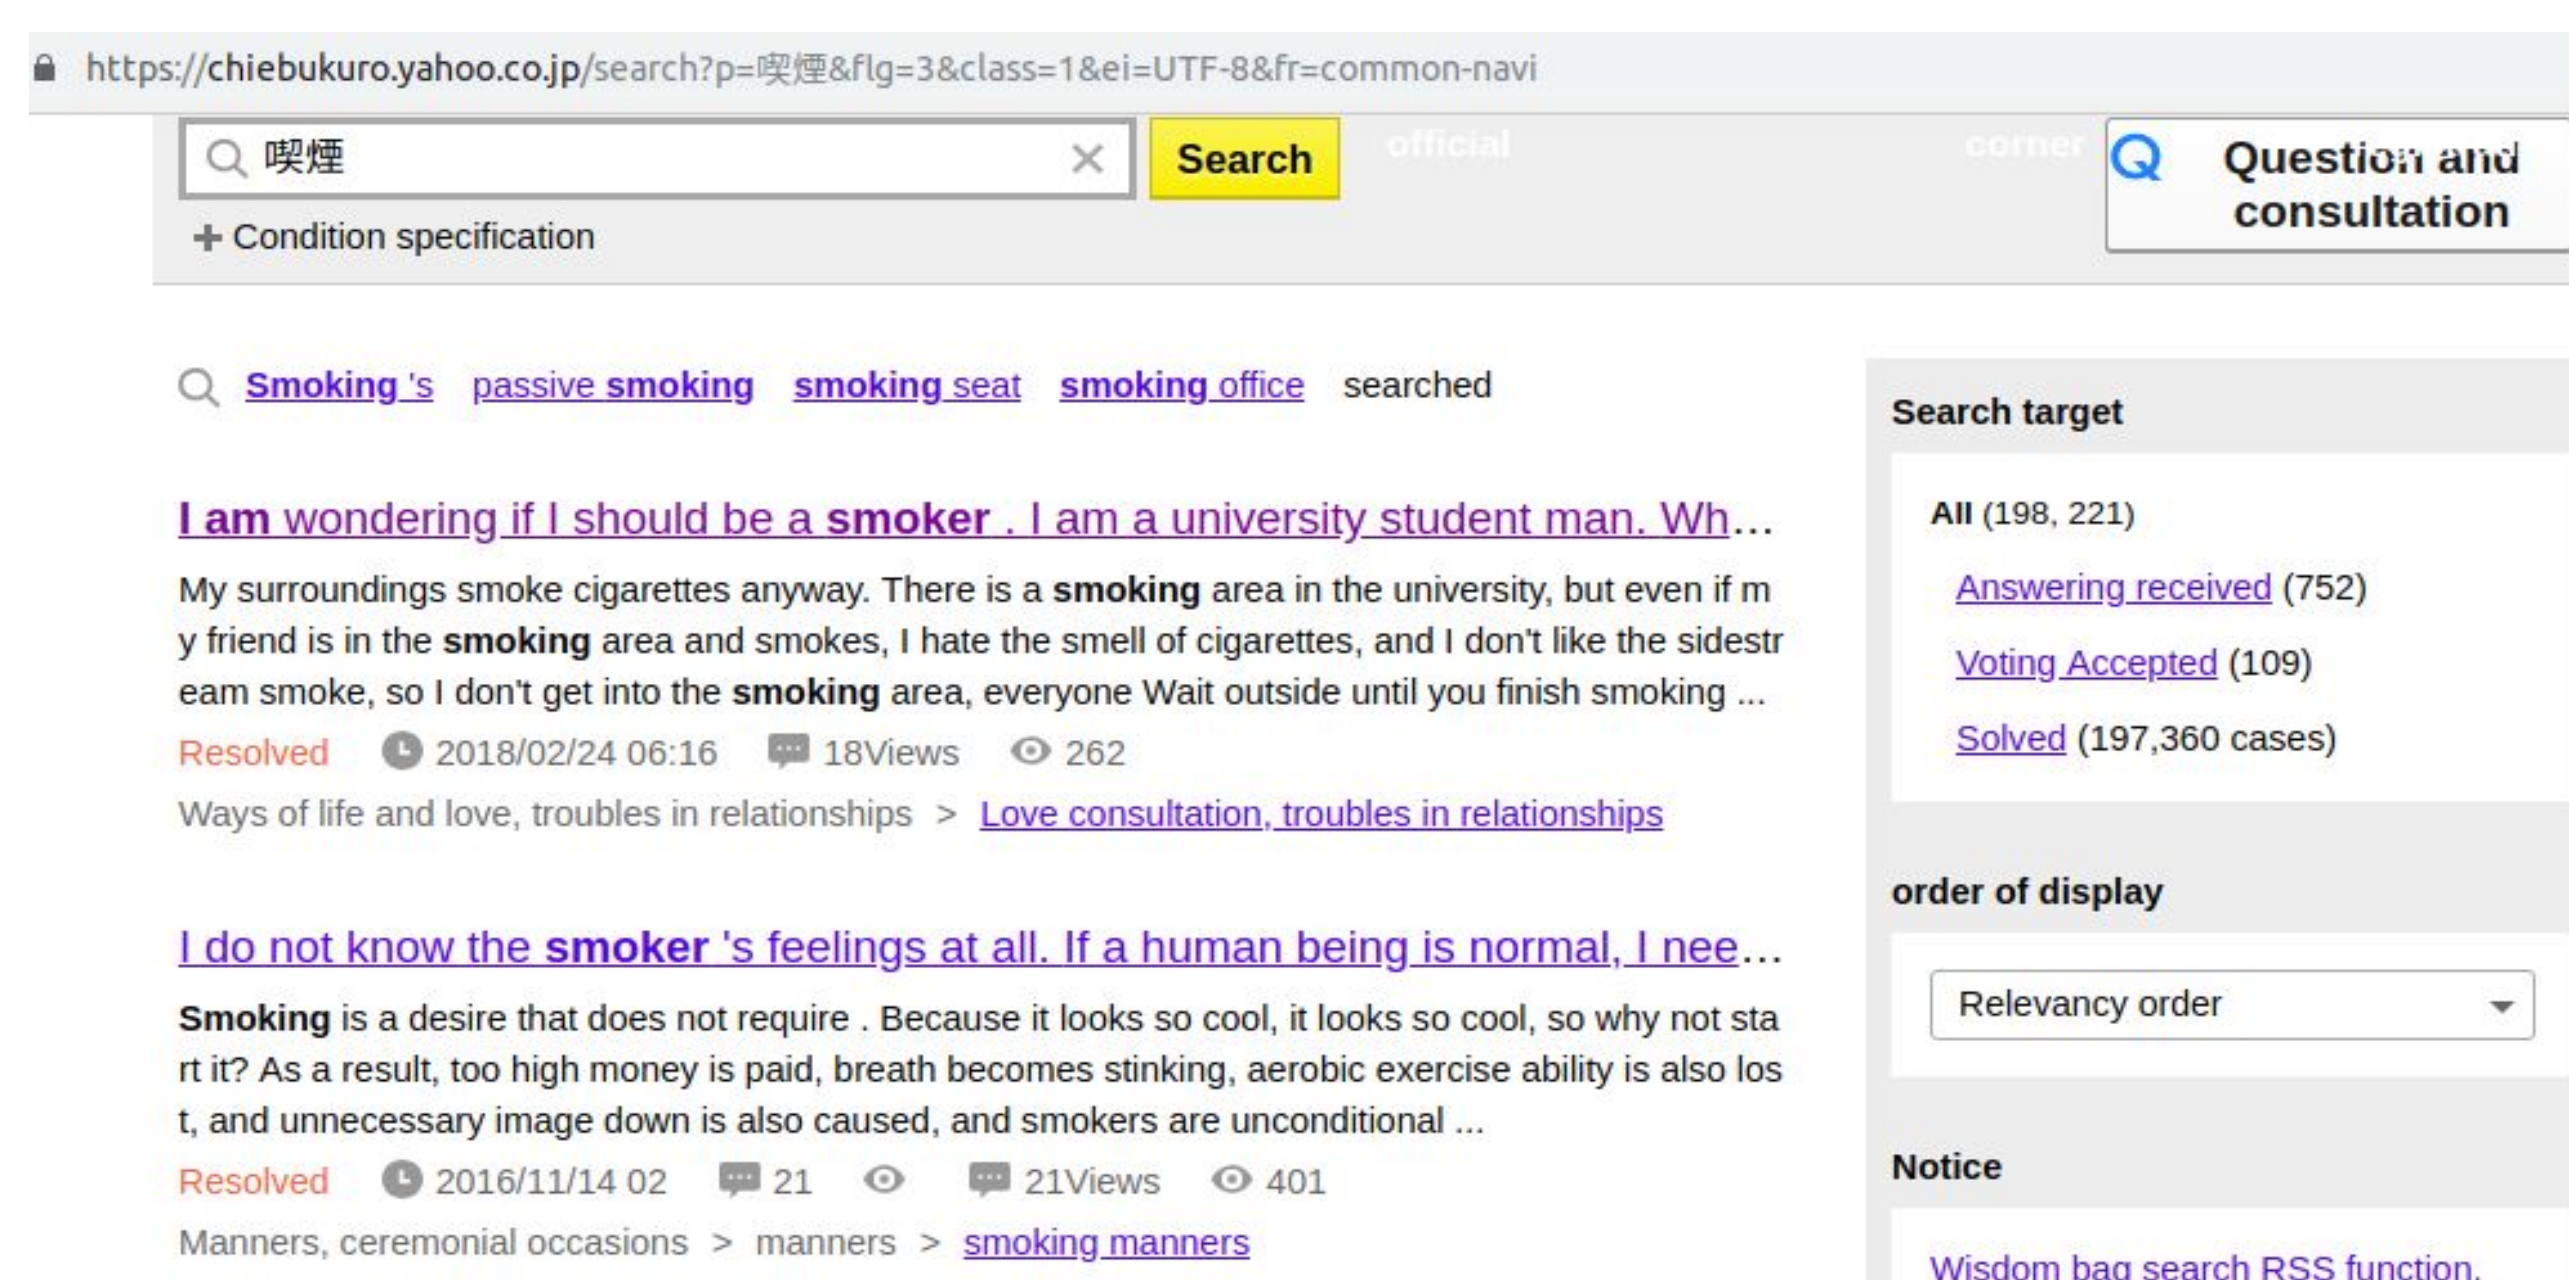 https://chiebukuro.yahoo.co.jp/search?p=喫煙&flg=3&class=1&ei=UTF-8&fr=common-navi
喫煙
Search
official
corner
Question and
consultation
Condition specification
Smoking 's passive smoking smoking seat smoking office searched
I am wondering if I should be a smoker . I am a university student man. Wh...
My surroundings smoke cigarettes anyway. There is a smoking area in the university, but even if m
y friend is in the smoking area and smokes, I hate the smell of cigarettes, and I don't like the sidestr
eam smoke, so I don't get into the smoking area, everyone Wait outside until you finish smoking ...
Resolved 2018/02/24 06:16 18Views 262
Ways of life and love, troubles in relationships > Love consultation, troubles in relationships
I do not know the smoker 's feelings at all. If a human being is normal, I nee...
Smoking is a desire that does not require . Because it looks so cool, it looks so cool, so why not sta
rt it? As a result, too high money is paid, breath becomes stinking, aerobic exercise ability is also los
t, and unnecessary image down is also caused, and smokers are unconditional ...
Resolved 2016/11/14 02 21 21Views 401
Manners, ceremonial occasions > manners > smoking manners
Search target
All (198, 221)
Answering received (752)
Voting Accepted (109)
Solved (197,360 cases)
order of display
Relevancy order
Notice
Wisdom bag search RSS function,